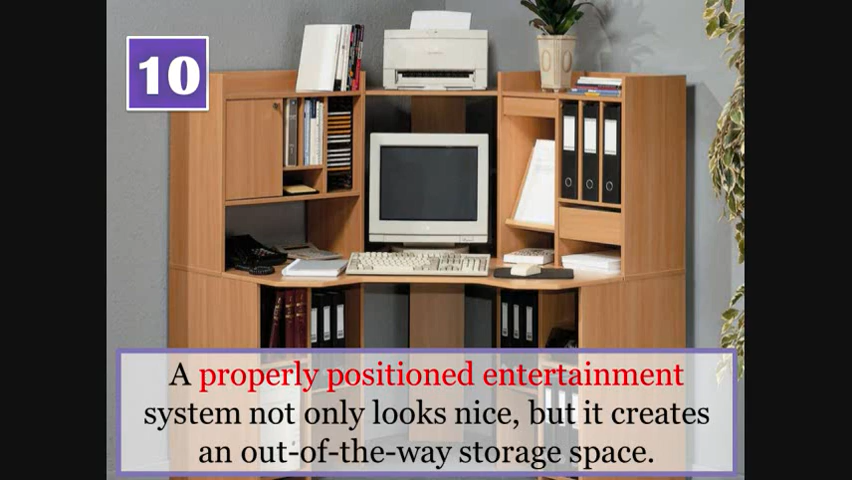 10
A properly positioned entertainment
system not only looks nice, but it creates
an out-of-the-way storage space.